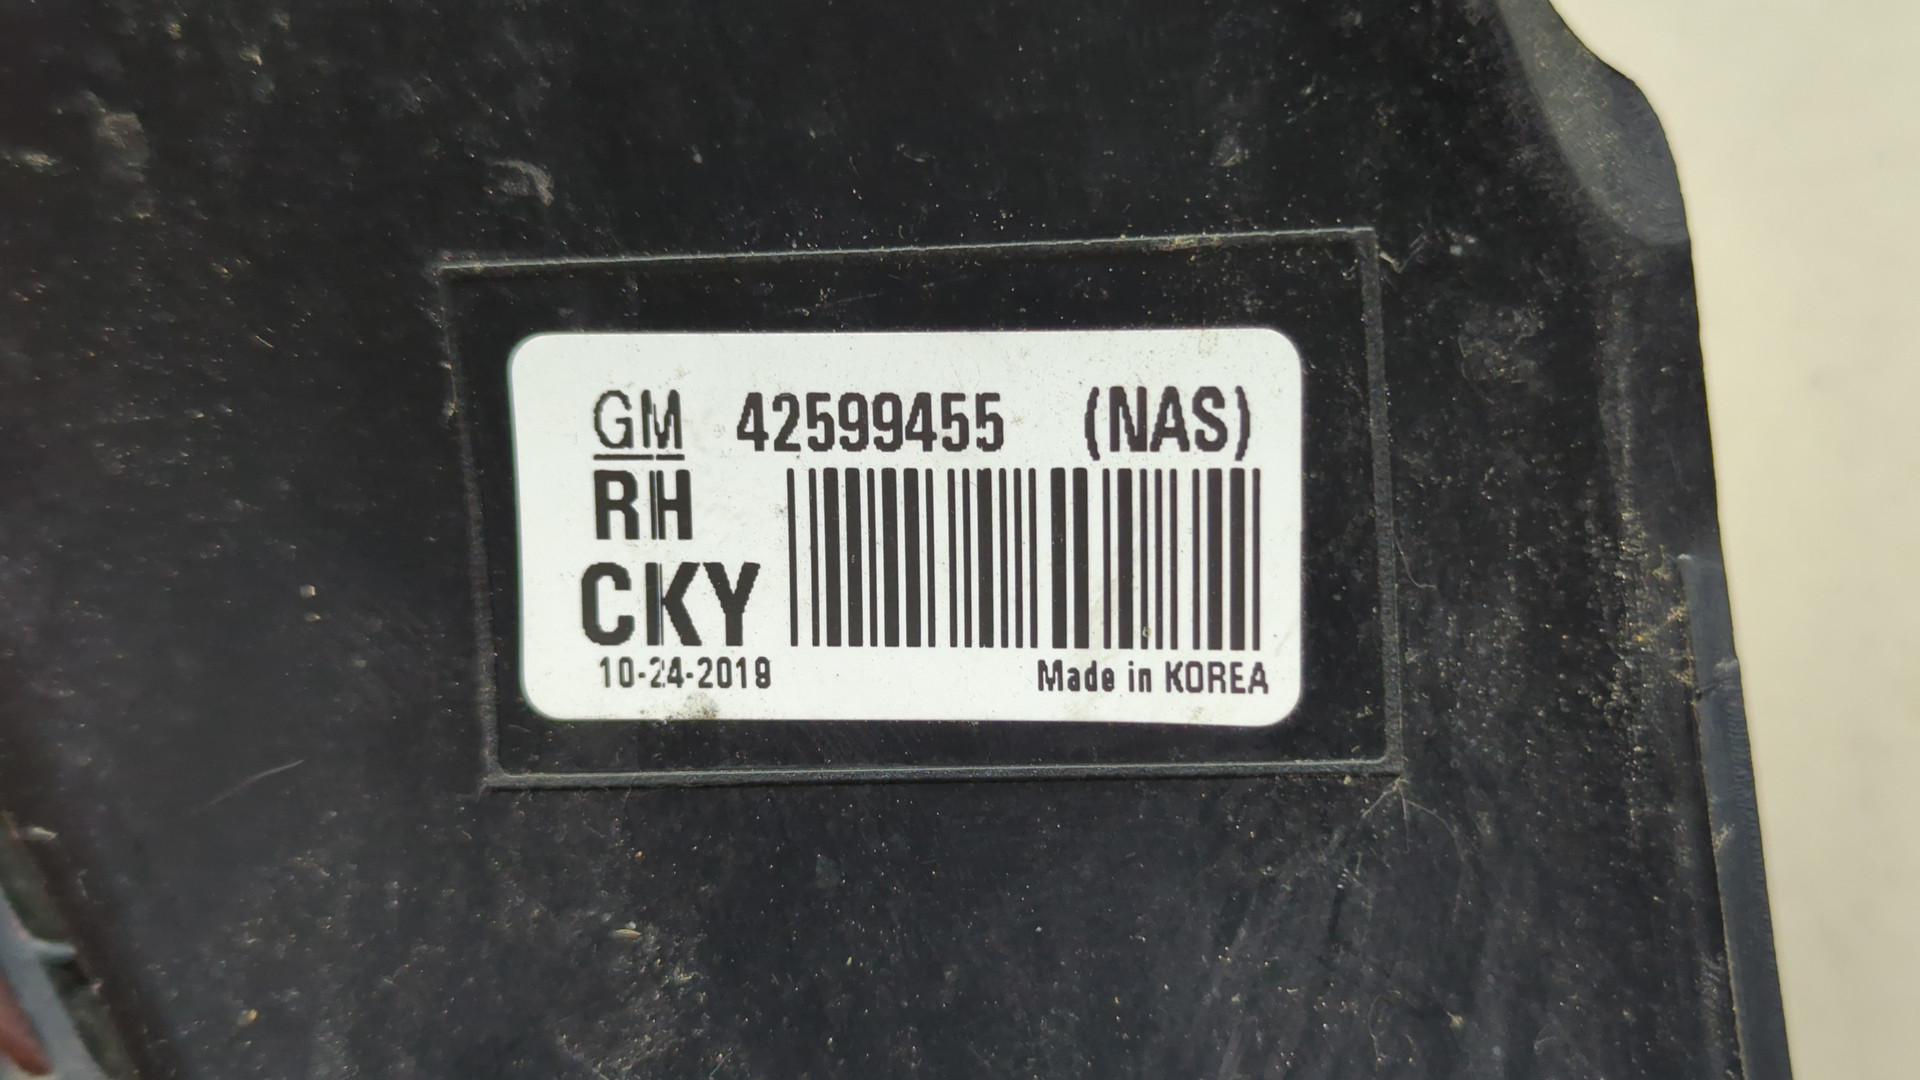 GM 42599455 (NAS)
RH
CKY
10-24-2019
Made in KOREA